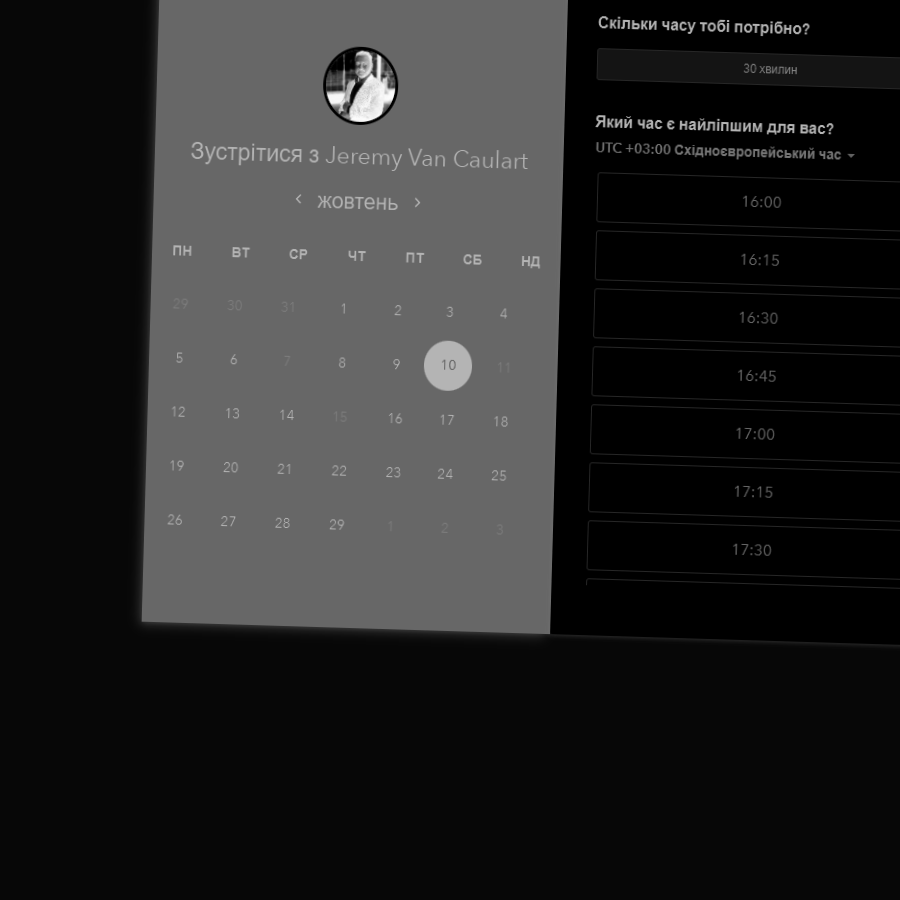 Зустрітися з Jeremy Van Caulart
жовтень
ПН ВТ СР ЧТ ПТ СБ НД
29 30 31 1 2 3 4
5 6 7 8 9 10 11
12 13 14 15 16 17 18
19 20 21 22 23 24 25
26 27 28 29 1 2 3
Скільки часу тобі потрібно?
30 хвилин
Який час є найліпшим для вас?
UTC +03:00 Східноєвропейський час
16:00
16:15
16:30
16:45
17:00
17:15
17:30